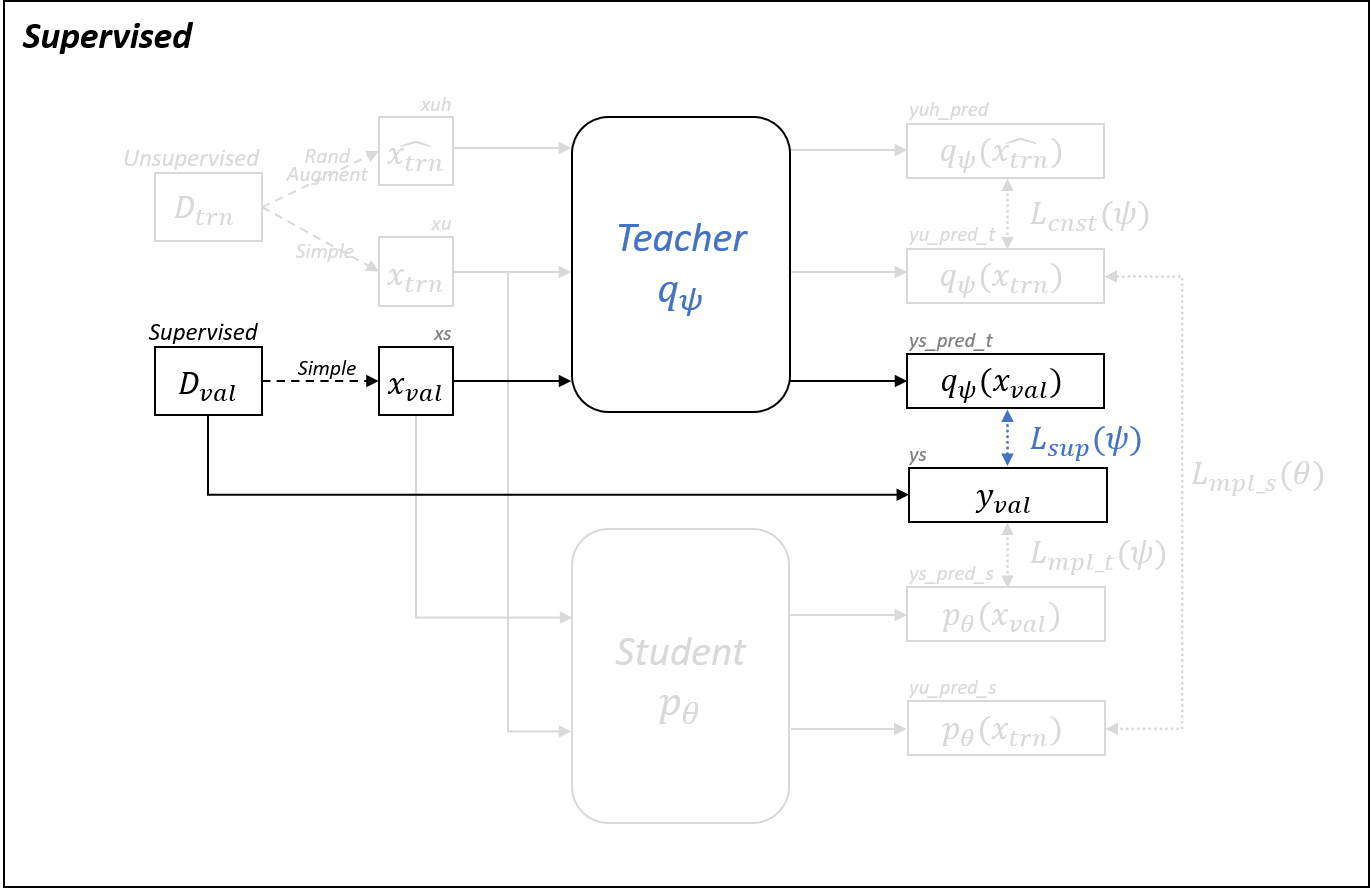 Supervised
xuh
yuh_pred
Unsupervised
Rand
Augment
$\widehat{x_{trn}}$
$q_\psi(\widehat{x_{trn}})$
$D_{trn}$
$L_{cnst}(\psi)$
xu
yu_pred_t
Simple
$x_{trn}$
Teacher
$q_\psi$
$q_\psi(x_{trn})$
Supervised
xs
ys_pred_t
Simple
$D_{val}$
$x_{val}$
$q_\psi(x_{val})$
$L_{sup}(\psi)$
ys
$y_{val}$
$L_{mpl\_s}(\theta)$
$L_{mpl\_t}(\psi)$
ys_pred_s
$p_\theta(x_{val})$
Student
$p_\theta$
yu_pred_s
$p_\theta(x_{trn})$